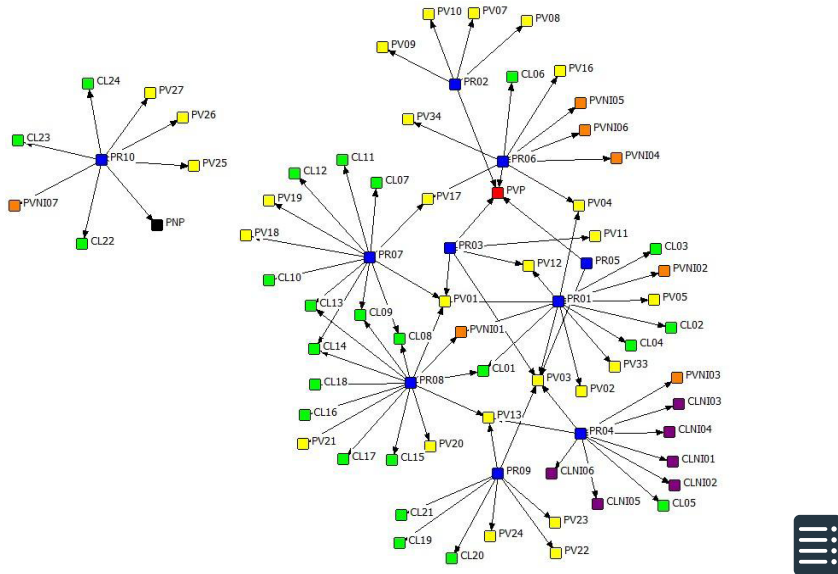 PV10
PV07
PV08
PV09
PR02
CL06
PV16
CL24
PV27
PVNI05
PV26
PV34
PVNI06
CL23
PR10
PV25
PR06
PVNI04
CL11
CL12
CL07
PVP
PV19
PV17
PV04
PVNI07
PNP
PV18
PV11
CL22
PR03
CL03
PR07
PV12
PR05
PVNI02
CL10
PV01
PR01
PV05
CL13
CL09
CL02
PVNI01
CL08
CL04
CL14
PV33
CL01
PVNI03
CL18
PR08
PV03
PV02
CLNI03
CL16
PV13
CLNI04
PR04
PV21
PV20
CL17
CL15
CLNI01
PR09
CLNI06
CLNI02
CLNI05
CL05
CL21
PV23
PV24
CL19
PV22
CL20